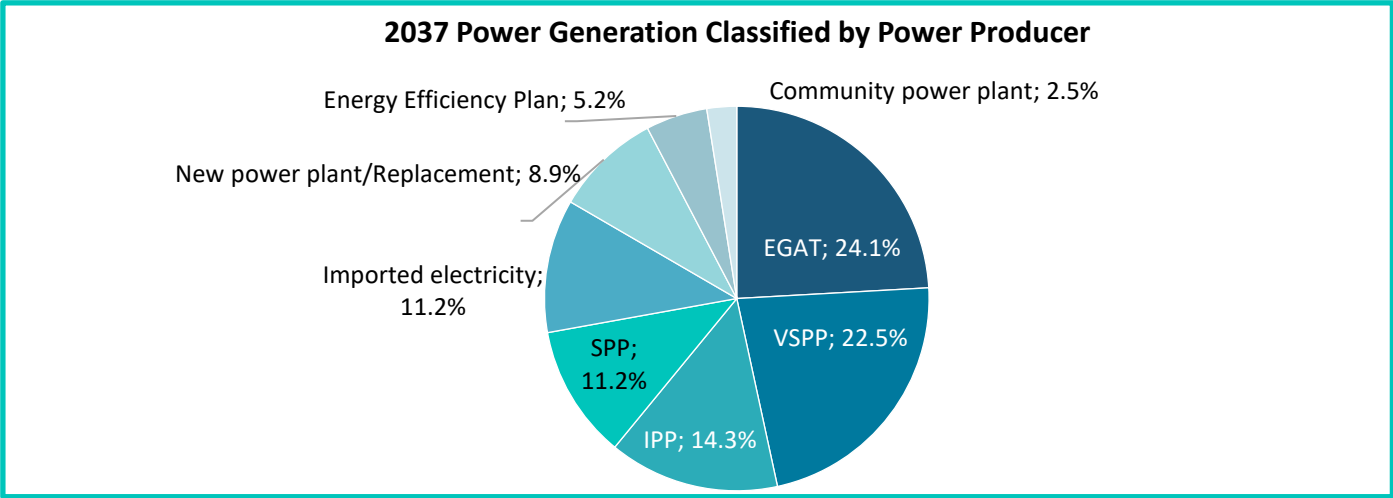 2037 Power Generation Classified by Power Producer
Community power plant; 2.5%
Energy Efficiency Plan; 5.2%
New power plant/Replacement; 8.9%
EGAT; 24.1%
Imported electricity;
11.2%
VSPP; 22.5%
SPP;
11.2%
IPP; 14.3%